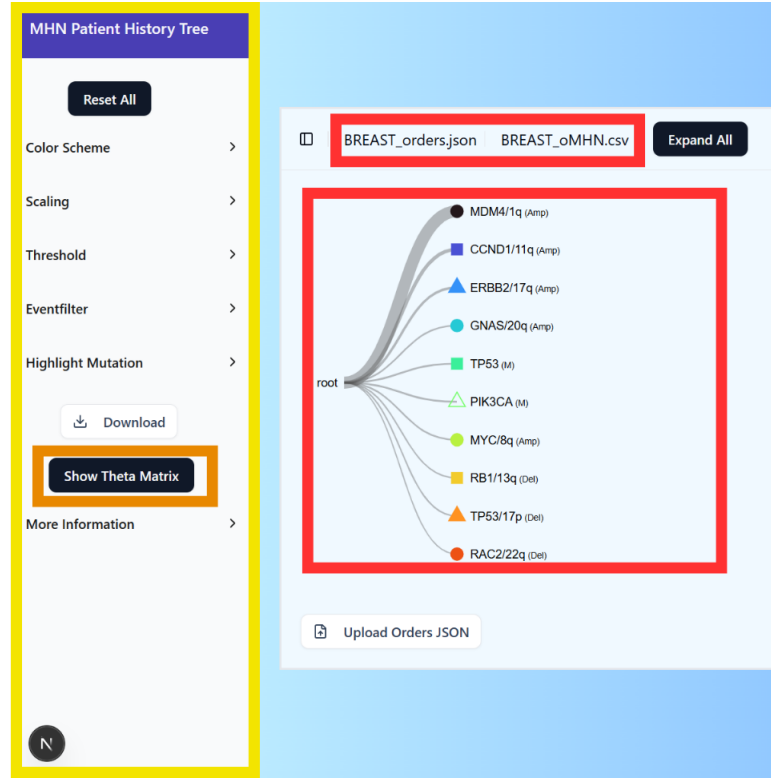 MHN Patient History Tree
Reset All
Color Scheme
Scaling
Threshold
Eventfilter
Highlight Mutation
Download
Show Theta Matrix
More Information
N
BREAST_orders.json BREAST_oMHN.csv Expand All
MDM4/1q (Amp)
CCND1/11q (Amp)
ERBB2/17q (Amp)
GNAS/20q (Amp)
TP53 (M)
root
PIK3CA (M)
MYC/8q (Amp)
RB1/13q (Del)
TP53/17p (Del)
RAC2/22q (Del)
Upload Orders JSON